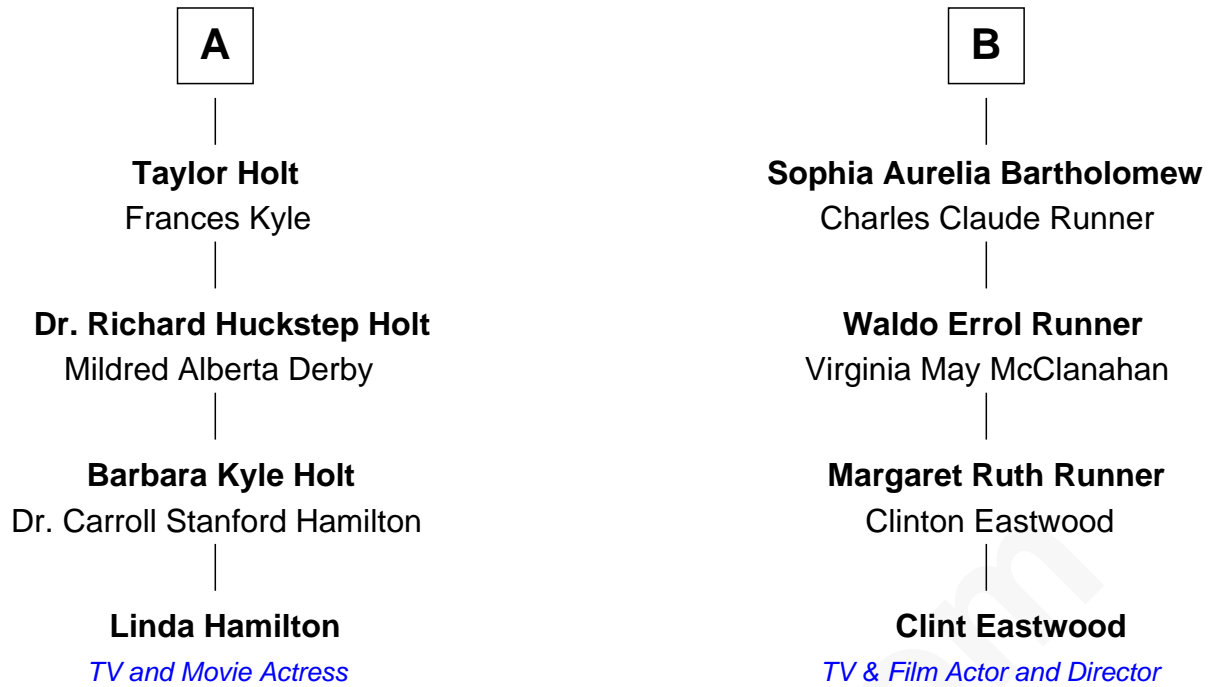 A
Taylor Holt
Frances Kyle
Dr. Richard Huckstep Holt
Mildred Alberta Derby
Barbara Kyle Holt
Dr. Carroll Stanford Hamilton
Linda Hamilton
TV and Movie Actress
B
Sophia Aurelia Bartholomew
Charles Claude Runner
Waldo Errol Runner
Virginia May McClanahan
Margaret Ruth Runner
Clinton Eastwood
Clint Eastwood
TV & Film Actor and Director